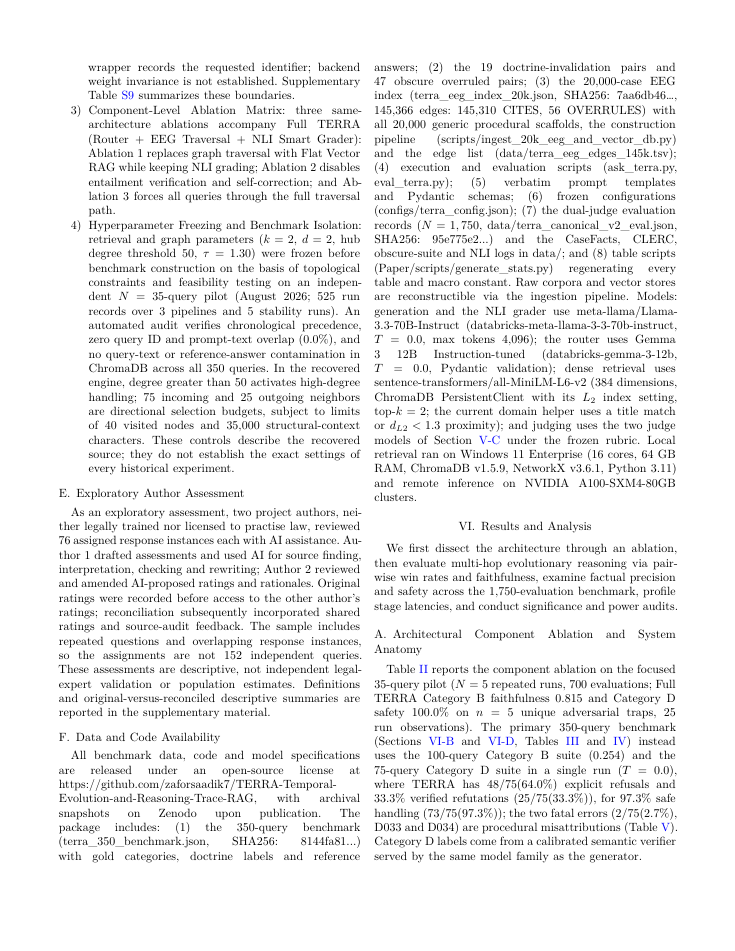 wrapper records the requested identifier; backend
weight invariance is not established. Supplementary
Table S9 summarizes these boundaries.
3) Component-Level Ablation Matrix: three same-
architecture ablations accompany Full TERRA
(Router + EEG Traversal + NLI Smart Grader):
Ablation 1 replaces graph traversal with Flat Vector
RAG while keeping NLI grading; Ablation 2 disables
entailment verification and self-correction; and Ab-
lation 3 forces all queries through the full traversal
path.
4) Hyperparameter Freezing and Benchmark Isolation:
retrieval and graph parameters (k = 2, d = 2, hub
degree threshold 50, τ = 1.30) were frozen before
benchmark construction on the basis of topological
constraints and feasibility testing on an indepen-
dent N = 35-query pilot (August 2026; 525 run
records over 3 pipelines and 5 stability runs). An
automated audit verifies chronological precedence,
zero query ID and prompt-text overlap (0.0%), and
no query-text or reference-answer contamination in
ChromaDB across all 350 queries. In the recovered
engine, degree greater than 50 activates high-degree
handling; 75 incoming and 25 outgoing neighbors
are directional selection budgets, subject to limits
of 40 visited nodes and 35,000 structural-context
characters. These controls describe the recovered
source; they do not establish the exact settings of
every historical experiment.
E. Exploratory Author Assessment
As an exploratory assessment, two project authors, nei-
ther legally trained nor licensed to practise law, reviewed
76 assigned response instances each with AI assistance. Au-
thor 1 drafted assessments and used AI for source finding,
interpretation, checking and rewriting; Author 2 reviewed
and amended AI-proposed ratings and rationales. Original
ratings were recorded before access to the other author's
ratings; reconciliation subsequently incorporated shared
ratings and source-audit feedback. The sample includes
repeated questions and overlapping response instances,
so the assignments are not 152 independent queries.
These assessments are descriptive, not independent legal-
expert validation or population estimates. Definitions
and original-versus-reconciled descriptive summaries are
reported in the supplementary material.
F. Data and Code Availability
All benchmark data, code and model specifications
are released under an open-source license at
https://github.com/zaforsaadik7/TERRA-Temporal-
Evolution-and-Reasoning-Trace-RAG, with archival
snapshots on Zenodo upon publication. The
package includes: (1) the 350-query benchmark
(terra_350_benchmark.json, SHA256: 8144fa81...)
with gold categories, doctrine labels and reference
answers; (2) the 19 doctrine-invalidation pairs and
47 obscure overruled pairs; (3) the 20,000-case EEG
index (terra_eeg_index_20k.json, SHA256: 7aa6db46...,
145,366 edges: 145,310 CITES, 56 OVERRULES) with
all 20,000 generic procedural scaffolds, the construction
pipeline (scripts/ingest_20k_eeg_and_vector_db.py)
and the edge list (data/terra_eeg_edges_145k.tsv);
(4) execution and evaluation scripts (ask_terra.py,
eval_terra.py); (5) verbatim prompt templates
and Pydantic schemas; (6) frozen configurations
(configs/terra_config.json); (7) the dual-judge evaluation
records (N = 1,750, data/terra_canonical_v2_eval.json,
SHA256: 95e775e2...) and the CaseFacts, CLERC,
obscure-suite and NLI logs in data/; and (8) table scripts
(Paper/scripts/generate_stats.py) regenerating every
table and macro constant. Raw corpora and vector stores
are reconstructible via the ingestion pipeline. Models:
generation and the NLI grader use meta-llama/Llama-
3.3-70B-Instruct (databricks-meta-llama-3-3-70b-instruct,
T = 0.0, max tokens 4,096); the router uses Gemma
3 12B Instruction-tuned (databricks-gemma-3-12b,
T = 0.0, Pydantic validation); dense retrieval uses
sentence-transformers/all-MiniLM-L6-v2 (384 dimensions,
ChromaDB PersistentClient with its L2 index setting,
top-k = 2; the current domain helper uses a title match
or dL2 < 1.3 proximity); and judging uses the two judge
models of Section V-C under the frozen rubric. Local
retrieval ran on Windows 11 Enterprise (16 cores, 64 GB
RAM, ChromaDB v1.5.9, NetworkX v3.6.1, Python 3.11)
and remote inference on NVIDIA A100-SXM4-80GB
clusters.
VI. Results and Analysis
We first dissect the architecture through an ablation,
then evaluate multi-hop evolutionary reasoning via pair-
wise win rates and faithfulness, examine factual precision
and safety across the 1,750-evaluation benchmark, profile
stage latencies, and conduct significance and power audits.
A. Architectural Component Ablation and System
Anatomy
Table II reports the component ablation on the focused
35-query pilot (N = 5 repeated runs, 700 evaluations; Full
TERRA Category B faithfulness 0.815 and Category D
safety 100.0% on n = 5 unique adversarial traps, 25
run observations). The primary 350-query benchmark
(Sections VI-B and VI-D, Tables III and IV) instead
uses the 100-query Category B suite (0.254) and the
75-query Category D suite in a single run (T = 0.0),
where TERRA has 48/75(64.0%) explicit refusals and
33.3% verified refutations (25/75(33.3%)), for 97.3% safe
handling (73/75(97.3%)); the two fatal errors (2/75(2.7%),
D033 and D034) are procedural misattributions (Table V).
Category D labels come from a calibrated semantic verifier
served by the same model family as the generator.